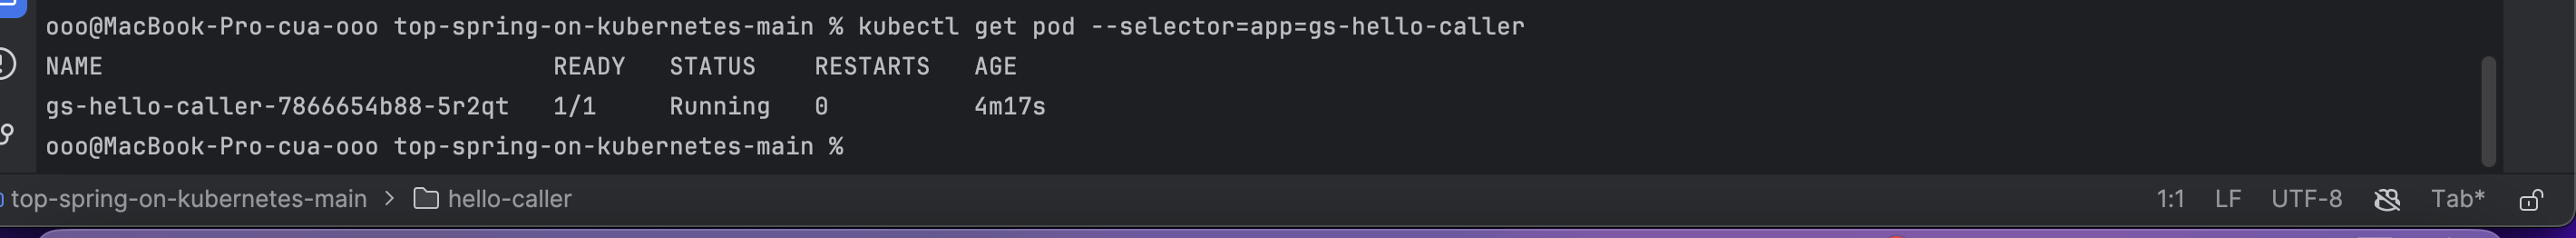 ooo@MacBook-Pro-cua-ooo top-spring-on-kubernetes-main % kubectl get pod --selector=app=gs-hello-caller
NAME READY STATUS RESTARTS AGE
gs-hello-caller-7866654b88-5r2qt 1/1 Running 0 4m17s
ooo@MacBook-Pro-cua-ooo top-spring-on-kubernetes-main %
top-spring-on-kubernetes-main > hello-caller 1:1 LF UTF-8 Tab*